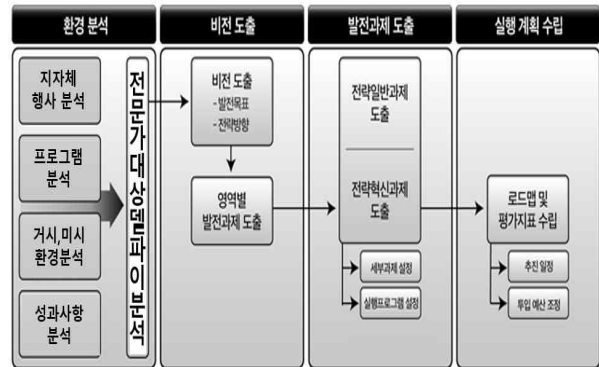 환경 분석
비전 도출
발전과제 도출
실행 계획 수립
지자체
행사 분석
프로그램
분석
거시,미시
환경분석
성과사항
분석
전문가대상델파이분석
비전 도출
- 발전목표
- 전략방향
영역별
발전과제 도출
전략일반과제
도출
전략혁신과제
도출
세부과제 설정
실행프로그램 설정
로드맵 및
평가지표 수립
추진 일정
투입 예산 조정